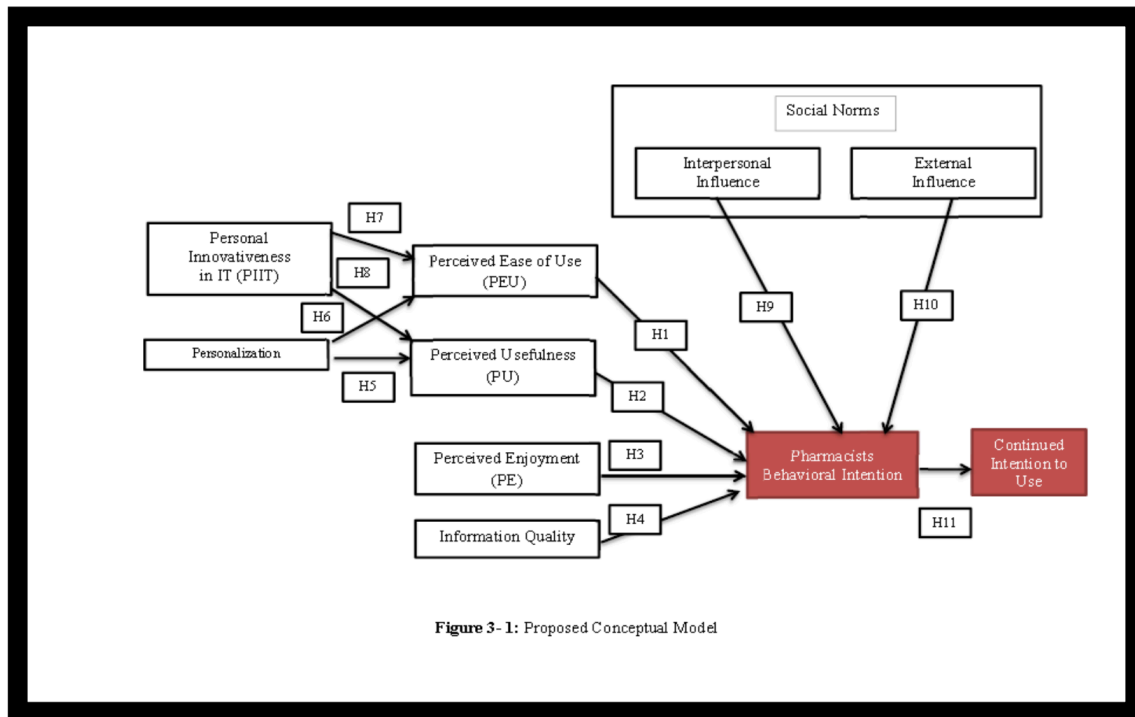 Social Norms
Interpersonal
Influence
External
Influence
H7
Personal
Innovativeness
in IT (PIIT)
H8
Perceived Ease of Use
(PEU)
H9
H10
H6
H1
Personalization
Perceived Usefulness
(PU)
H5
H2
Pharmacists
Behavioral Intention
Continued
Intention to
Use
Perceived Enjoyment
(PE)
H3
H4
Information Quality
H11
Figure 3- 1: Proposed Conceptual Model